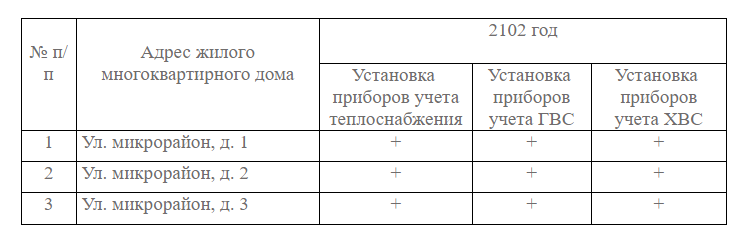 № п/
п
Адрес жилого
многоквартирного дома
2102 год
Установка
приборов учета
теплоснабжения
Установка
приборов
учета ГВС
Установка
приборов
учета ХВС
1 Ул. микрорайон, д. 1 + + +
2 Ул. микрорайон, д. 2 + + +
3 Ул. микрорайон, д. 3 + + +